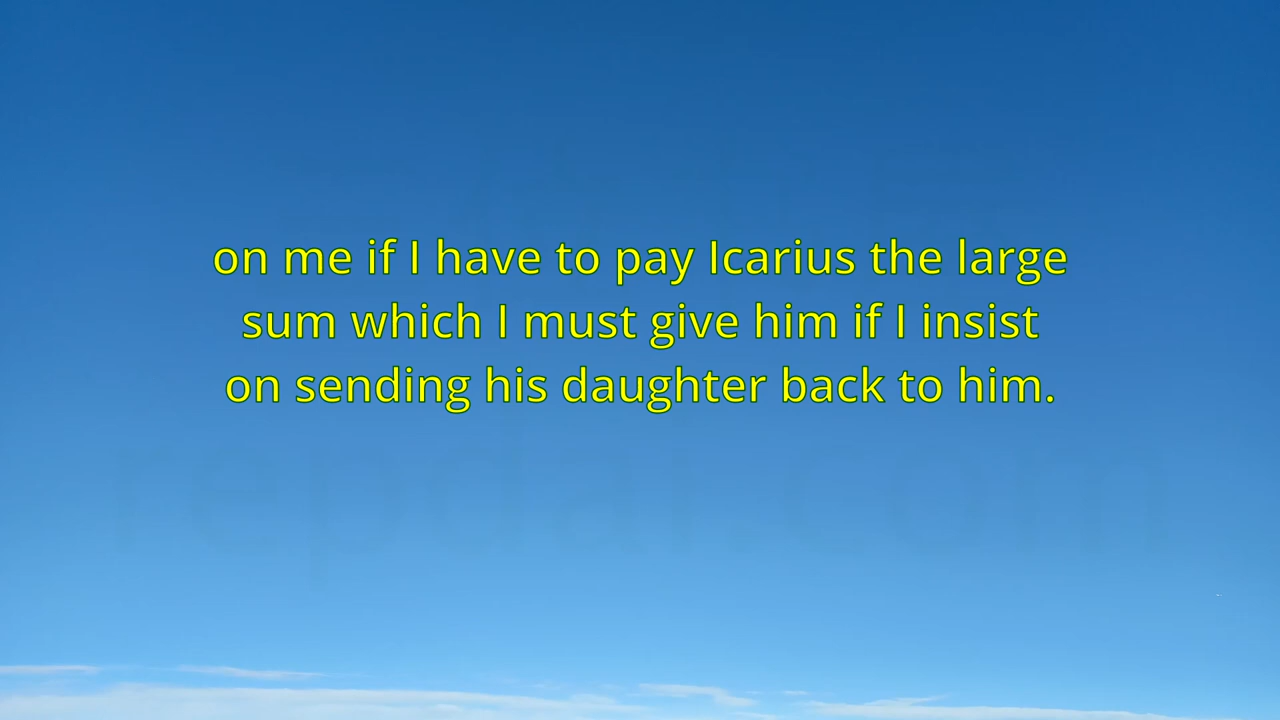 on me if I have to pay Icarius the large
sum which I must give him if I insist
on sending his daughter back to him.